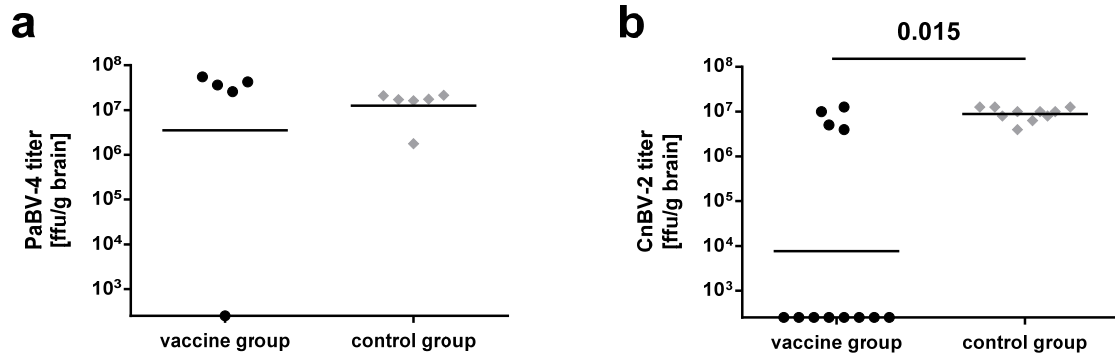 a
PaBV-4 titer
[ffu/g brain]
10⁸
10⁷
10⁶
10⁵
10⁴
10³
vaccine group
control group
b
0.015
CnBV-2 titer
[ffu/g brain]
10⁸
10⁷
10⁶
10⁵
10⁴
10³
vaccine group
control group